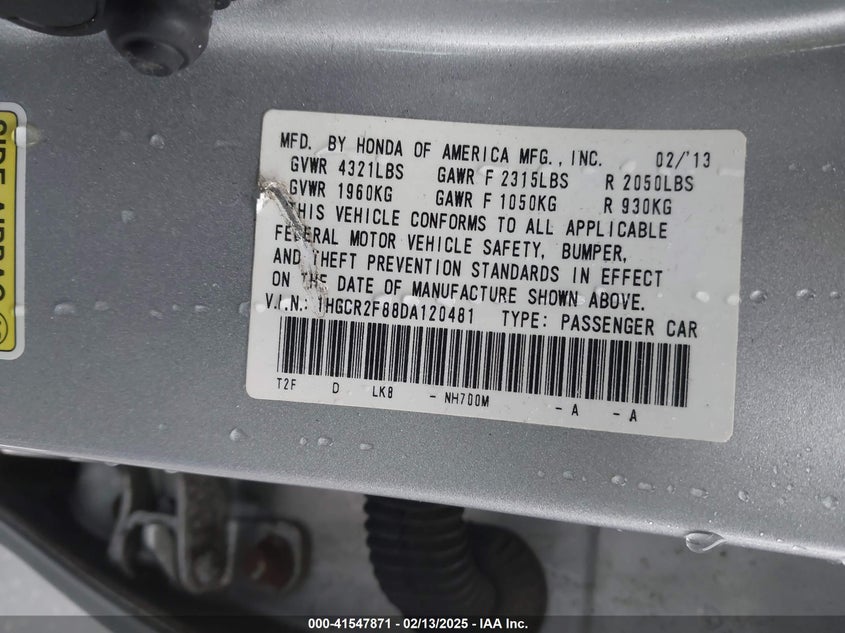 MFD. BY HONDA OF AMERICA MFG., INC. 02/'13
GVWR 4321LBS GAWR F 2315LBS R 2050LBS
GVWR 1960KG GAWR F 1050KG R 930KG
THIS VEHICLE CONFORMS TO ALL APPLICABLE
FEDERAL MOTOR VEHICLE SAFETY, BUMPER,
AND THEFT PREVENTION STANDARDS IN EFFECT
ON THE DATE OF MANUFACTURE SHOWN ABOVE.
V.I.N.: 1HGCR2F88DA120481 TYPE: PASSENGER CAR
T2F D LK8 - NH700M - A - A
SIDE AIRBAG
000-41547871 - 02/13/2025 - IAA Inc.